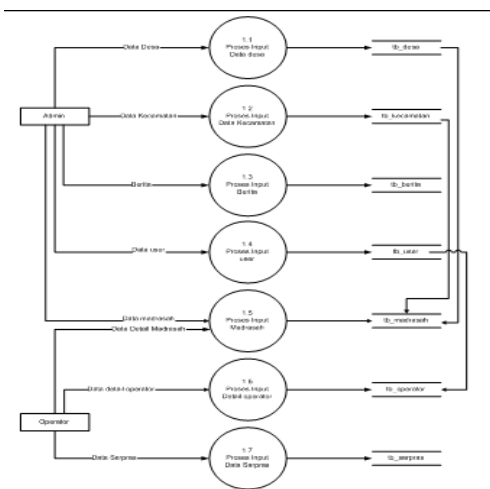 1.1
Proses Input
Data desa
Data Desa
tb_desa
Admin
Data Kecamatan
1.2
Proses Input
Data Kecamatan
tb_kecamatan
Berita
1.3
Proses Input
Berita
tb_berita
Data user
1.4
Proses Input
user
tb_user
Data madrasah
Data Detail Madrasah
1.5
Proses Input
Madrasah
tb_madrasah
Data detail operator
1.6
Proses Input
Detail operator
tb_operator
Operator
Data Sarpras
1.7
Proses Input
Data Sarpras
tb_sarpras